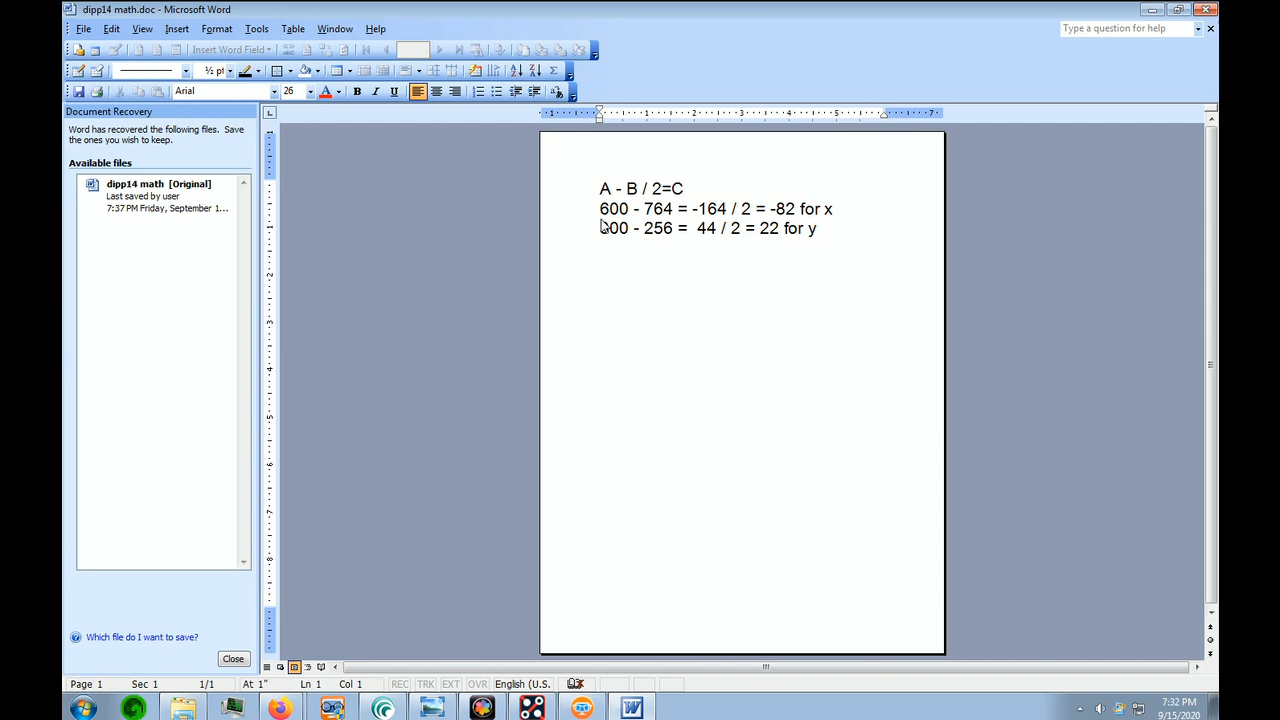 dipp14 math.doc - Microsoft Word
File Edit View Insert Format Tools Table Window Help
Type a question for help
Insert Word Field
½ pt
Arial 26
Document Recovery
Word has recovered the following files. Save
the ones you wish to keep.
Available files
dipp14 math [Original]
Last saved by user
7:37 PM Friday, September 1...
A - B / 2=C
600 - 764 = -164 / 2 = -82 for x
00 - 256 = 44 / 2 = 22 for y
Which file do I want to save?
Close
Page 1 Sec 1 1/1 At 1" Ln 1 Col 1 REC TRK EXT OVR English (U.S.
7:32 PM
9/15/2020